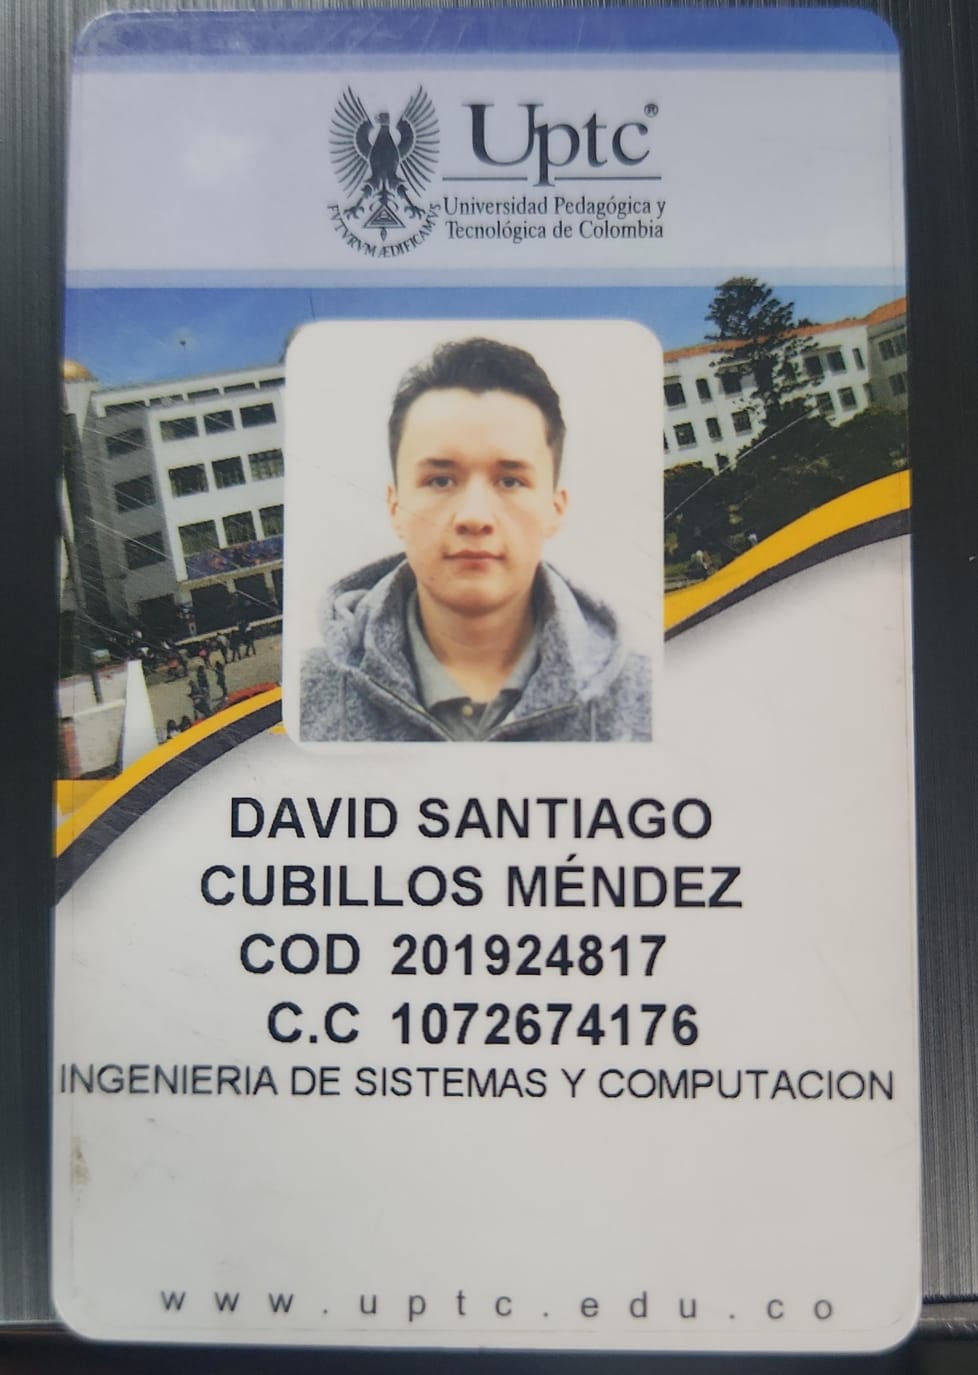 Uptc®
Universidad Pedagógica y
Tecnológica de Colombia
FVTVRVM ÆDIFICAMVS
DAVID SANTIAGO
CUBILLOS MÉNDEZ
COD 201924817
C.C 1072674176
INGENIERIA DE SISTEMAS Y COMPUTACION
www.uptc.edu.co